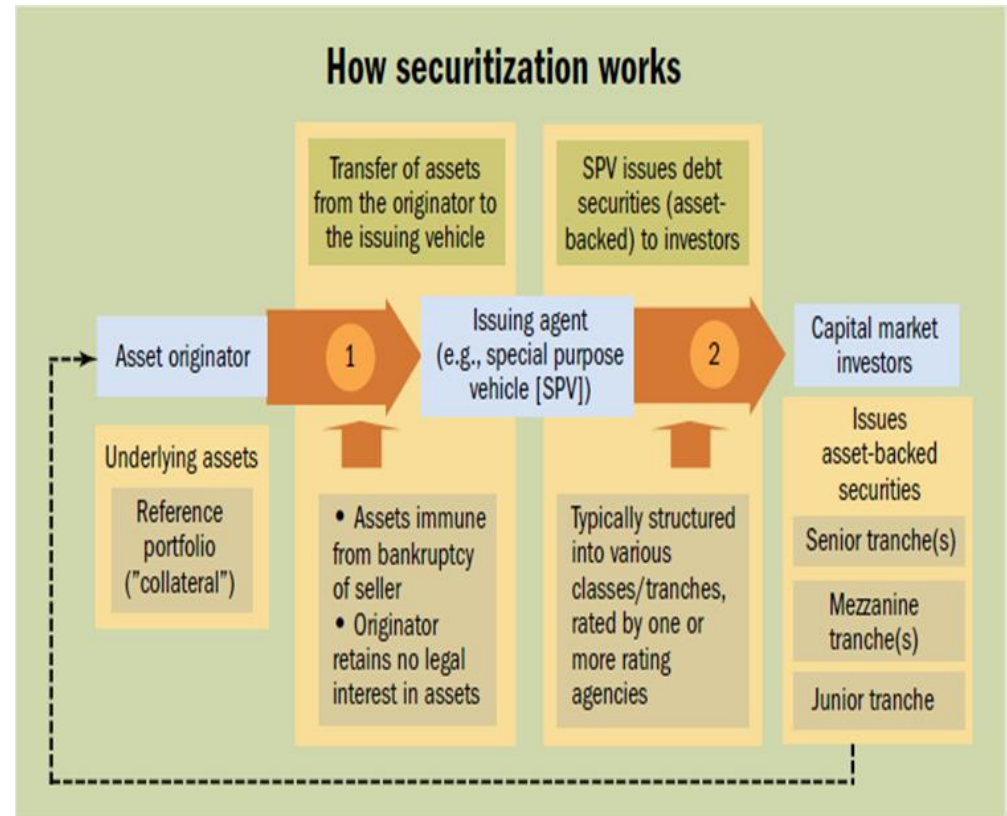 How securitization works
Transfer of assets
from the originator to
the issuing vehicle
SPV issues debt
securities (asset-
backed) to investors
Asset originator
1
Issuing agent
(e.g., special purpose
vehicle [SPV])
2
Capital market
investors
Underlying assets
Reference
portfolio
("collateral")
• Assets immune
from bankruptcy
of seller
• Originator
retains no legal
interest in assets
Typically structured
into various
classes/tranches,
rated by one or
more rating
agencies
Issues
asset-backed
securities
Senior tranche(s)
Mezzanine
tranche(s)
Junior tranche